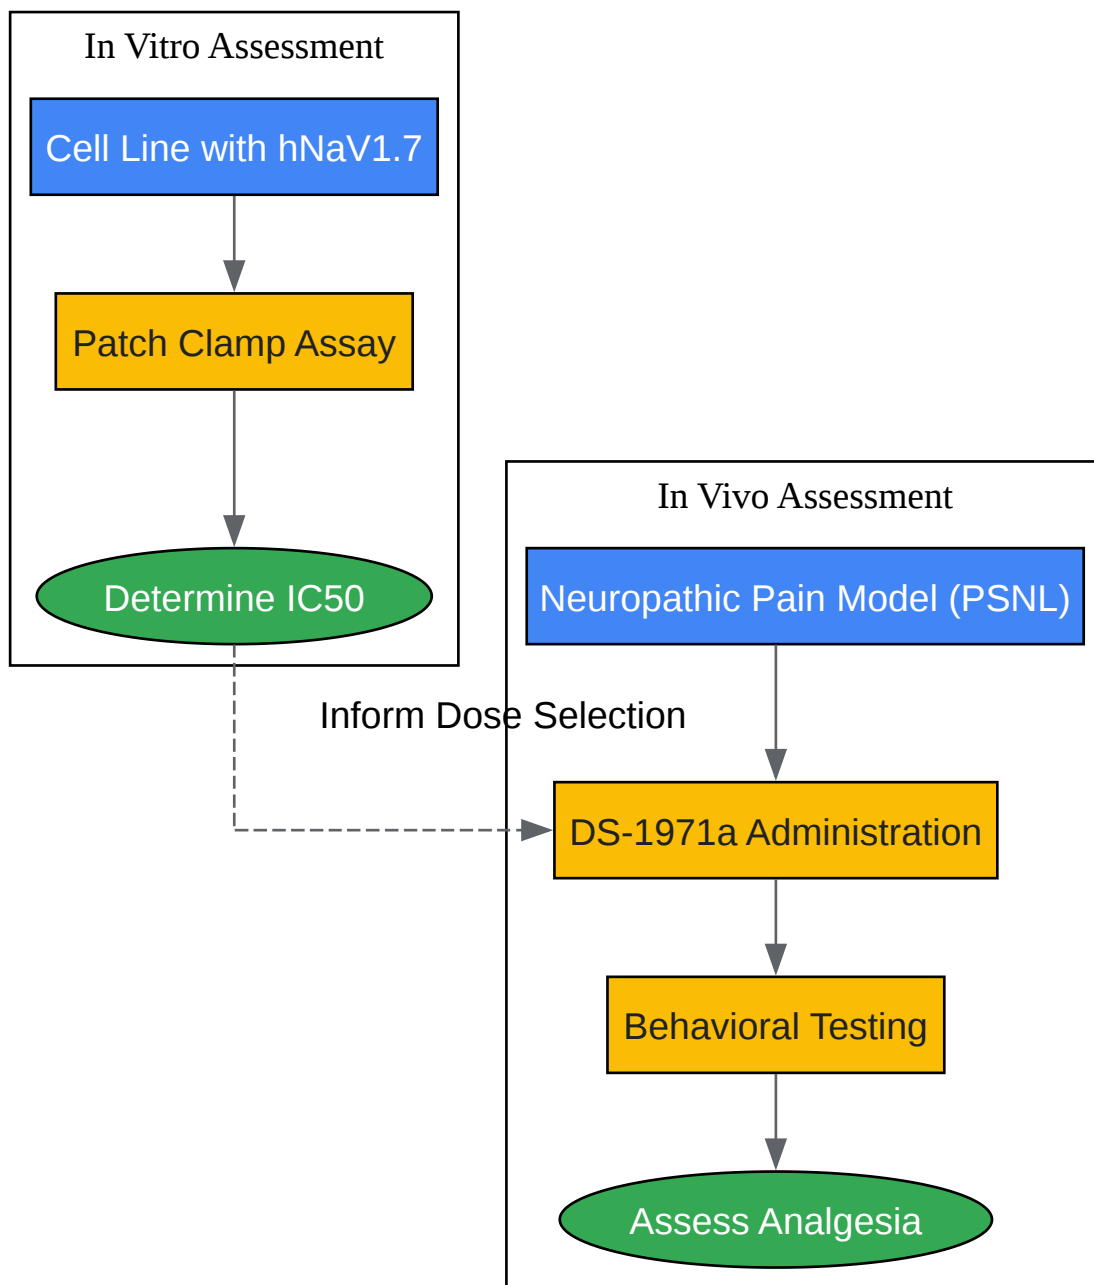 In Vitro Assessment
Cell Line with hNaV1.7
Patch Clamp Assay
Determine IC50
Inform Dose Selection
In Vivo Assessment
Neuropathic Pain Model (PSNL)
DS-1971a Administration
Behavioral Testing
Assess Analgesia